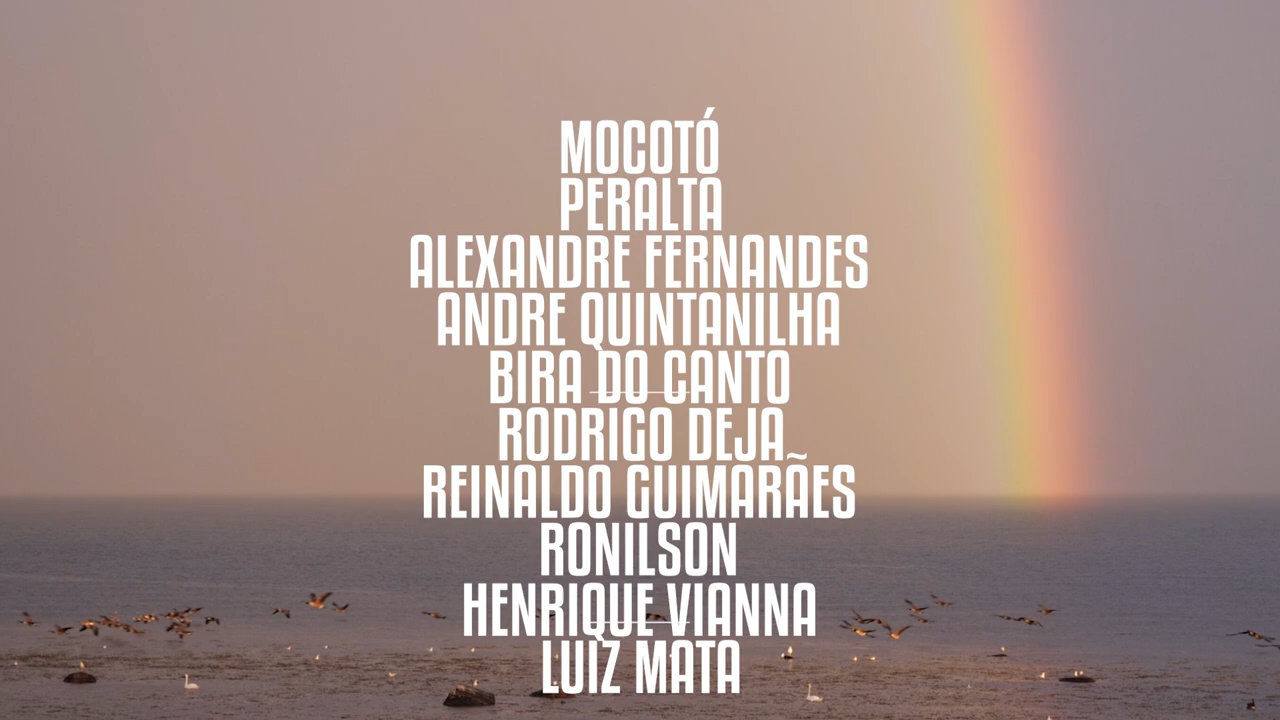 MOCOTÓ
PERALTA
ALEXANDRE FERNANDES
ANDRE QUINTANILHA
BIRA DO CANTO
RODRIGO DEJA
REINALDO GUIMARÃES
RONILSON
HENRIQUE VIANNA
LUIZ MATA